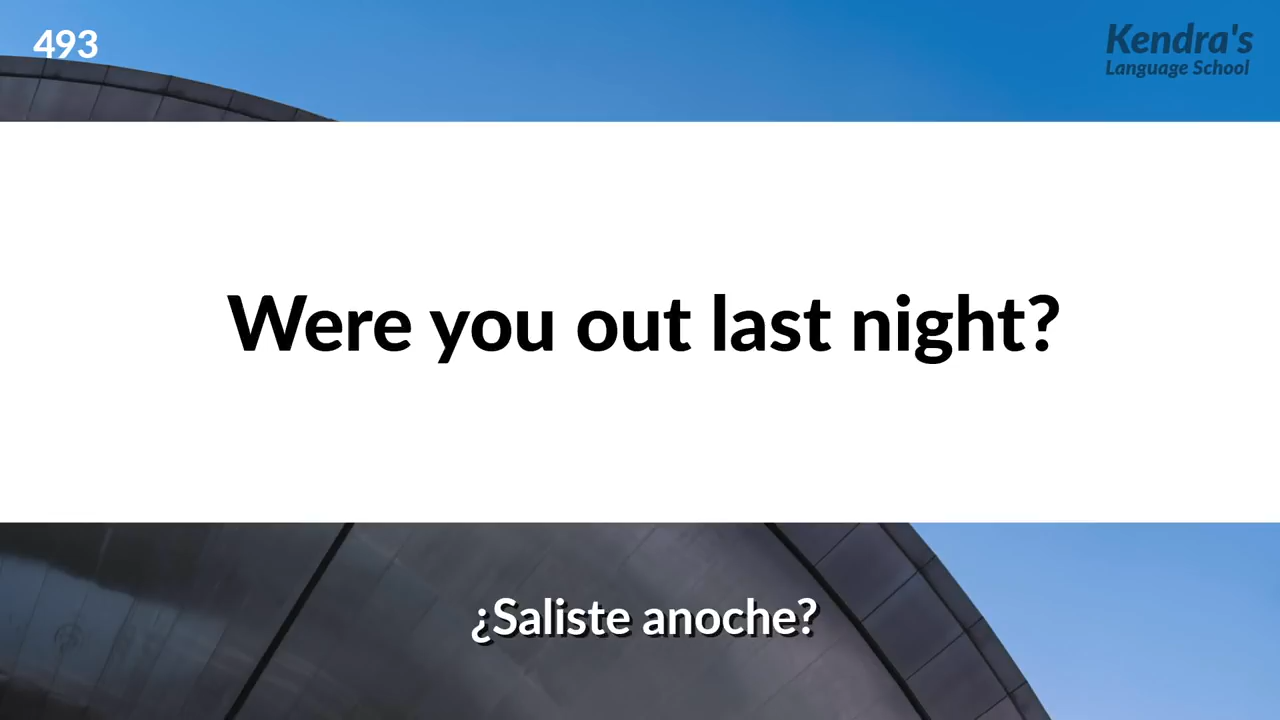 493
Kendra's
Language School
Were you out last night?
¿Saliste anoche?